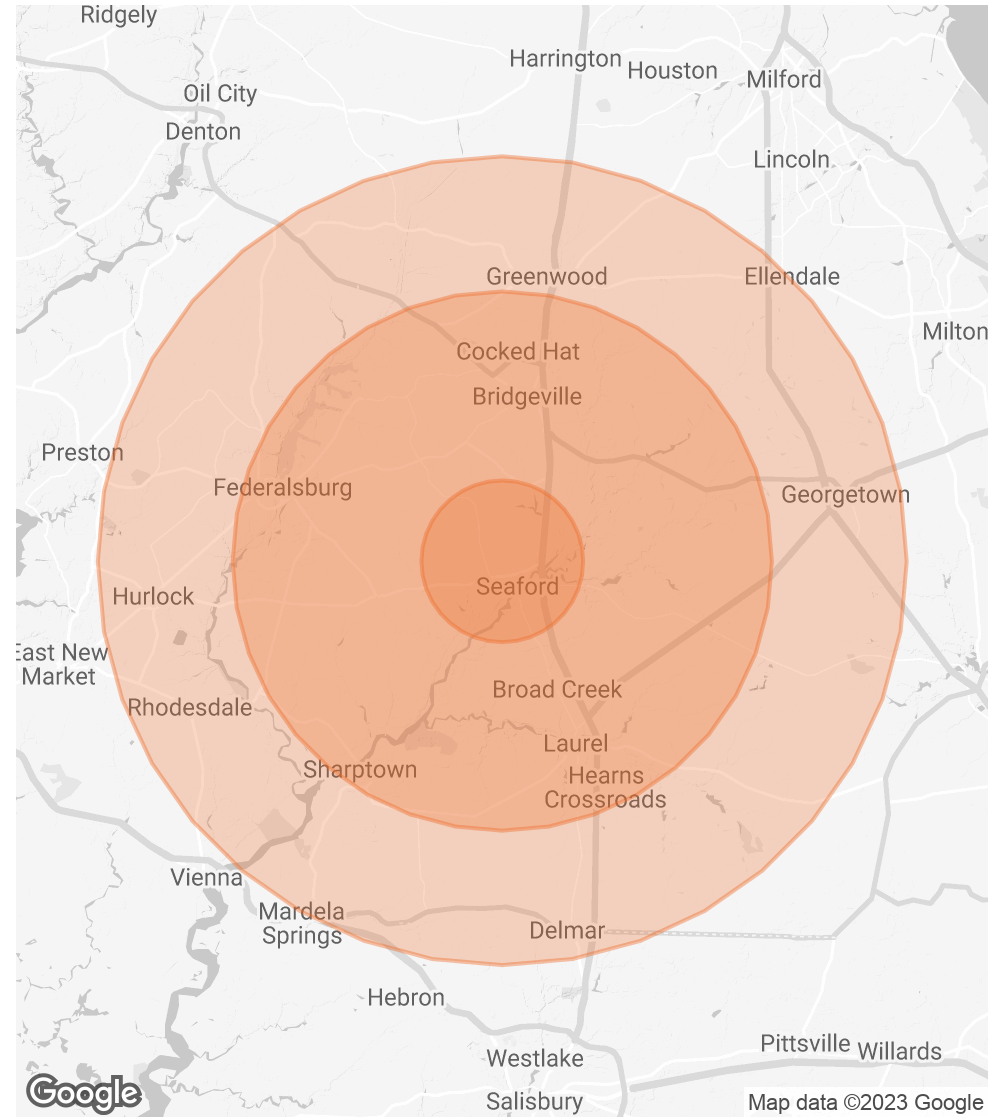 Ridgely
Harrington
Houston
Milford
Oil City
Denton
Lincoln
Greenwood
Ellendale
Milton
Cocked Hat
Bridgeville
Preston
Federalsburg
Georgetown
Seaford
Hurlock
East New
Market
Broad Creek
Rhodesdale
Laurel
Sharptown
Hearns
Crossroads
Vienna
Mardela
Springs
Delmar
Hebron
Pittsville
Willards
Westlake
Salisbury
Google
Map data ©2023 Google